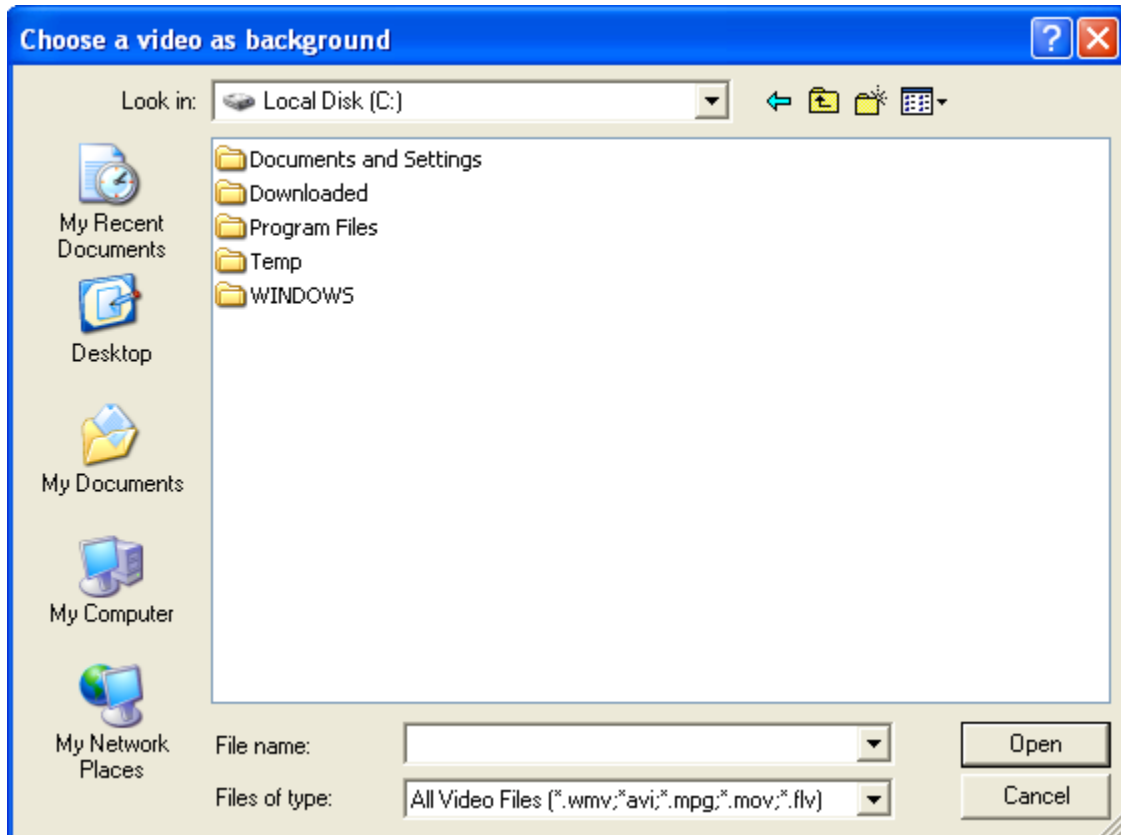 Choose a video as background
Look in: Local Disk (C:)
Documents and Settings
Downloaded
Program Files
Temp
WINDOWS
My Recent
Documents
Desktop
My Documents
My Computer
My Network
Places
File name: Open
Files of type: All Video Files (*.wmv;*avi;*.mpg;*.mov;*.flv) Cancel